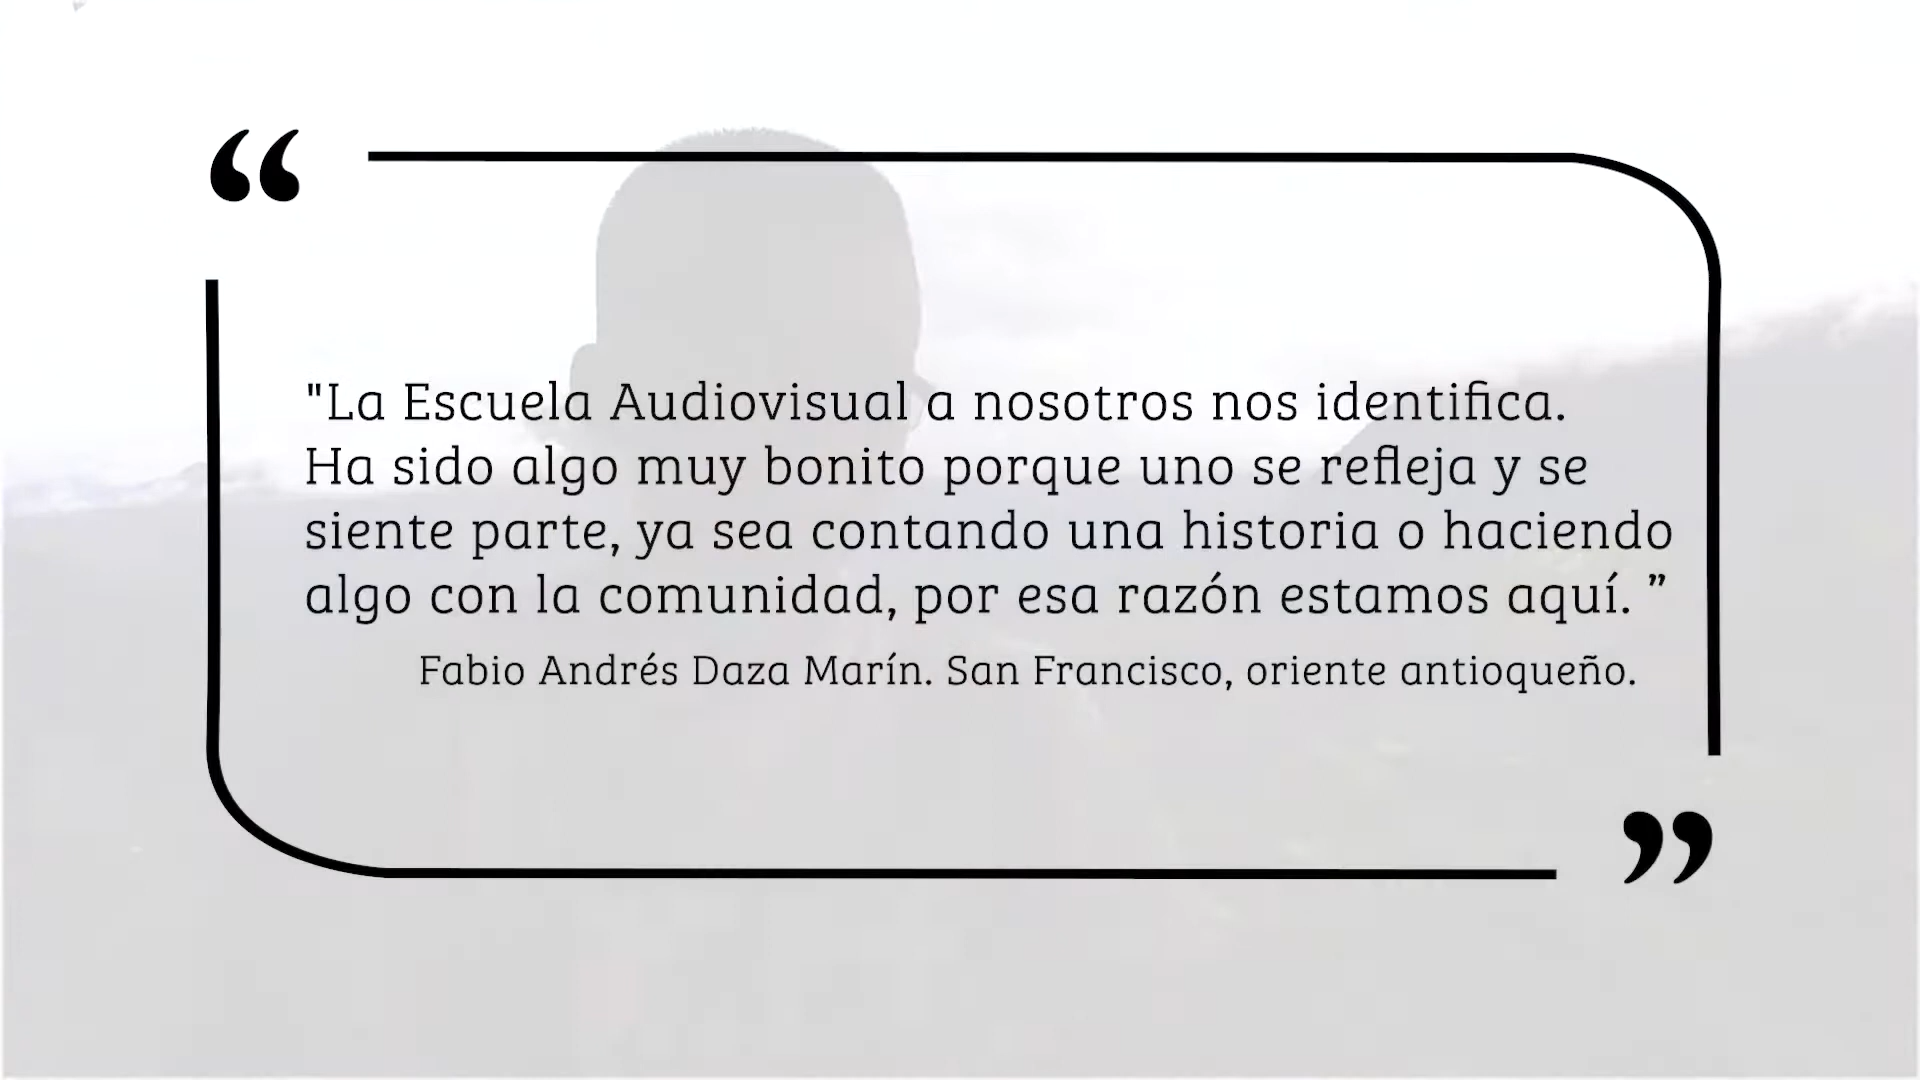 "La Escuela Audiovisual a nosotros nos identifica.
Ha sido algo muy bonito porque uno se refleja y se
siente parte, ya sea contando una historia o haciendo
algo con la comunidad, por esa razón estamos aquí. ”
Fabio Andrés Daza Marín. San Francisco, oriente antioqueño.